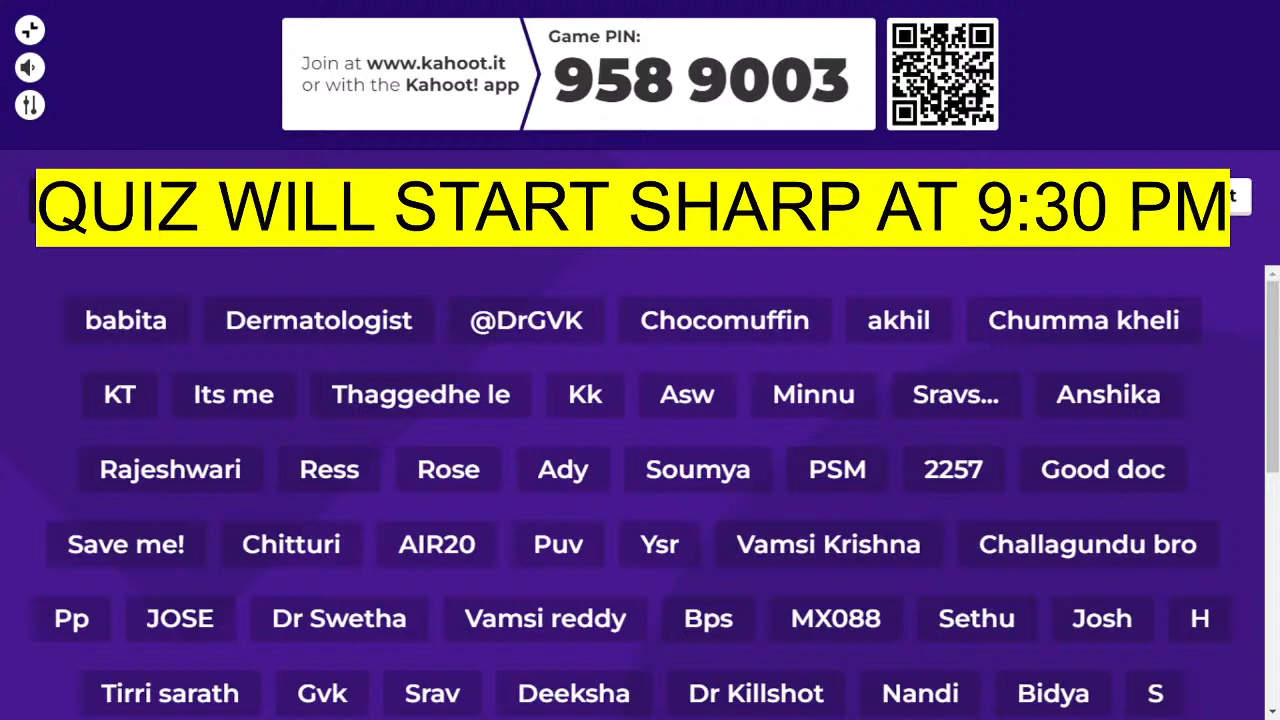 Join at www.kahoot.it
or with the Kahoot! app
Game PIN:
958 9003
QUIZ WILL START SHARP AT 9:30 PM
babita Dermatologist @DrGVK Chocomuffin akhil Chumma kheli
KT Its me Thaggedhe le Kk Asw Minnu Sravs... Anshika
Rajeshwari Ress Rose Ady Soumya PSM 2257 Good doc
Save me! Chitturi AIR20 Puv Ysr Vamsi Krishna Challagundu bro
Pp JOSE Dr Swetha Vamsi reddy Bps MX088 Sethu Josh H
Tirri sarath Gvk Srav Deeksha Dr Killshot Nandi Bidya S